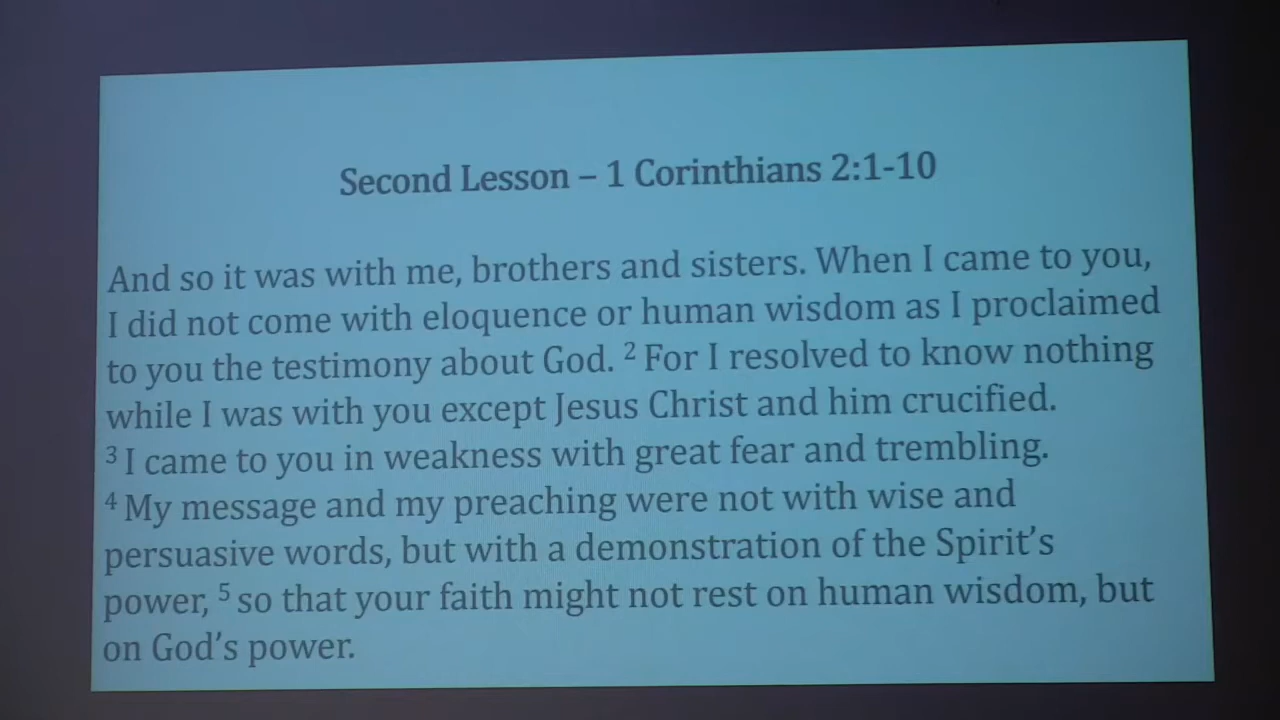 Second Lesson – 1 Corinthians 2:1-10
And so it was with me, brothers and sisters. When I came to you,
I did not come with eloquence or human wisdom as I proclaimed
to you the testimony about God. ² For I resolved to know nothing
while I was with you except Jesus Christ and him crucified.
³ I came to you in weakness with great fear and trembling.
⁴ My message and my preaching were not with wise and
persuasive words, but with a demonstration of the Spirit’s
power, ⁵ so that your faith might not rest on human wisdom, but
on God’s power.